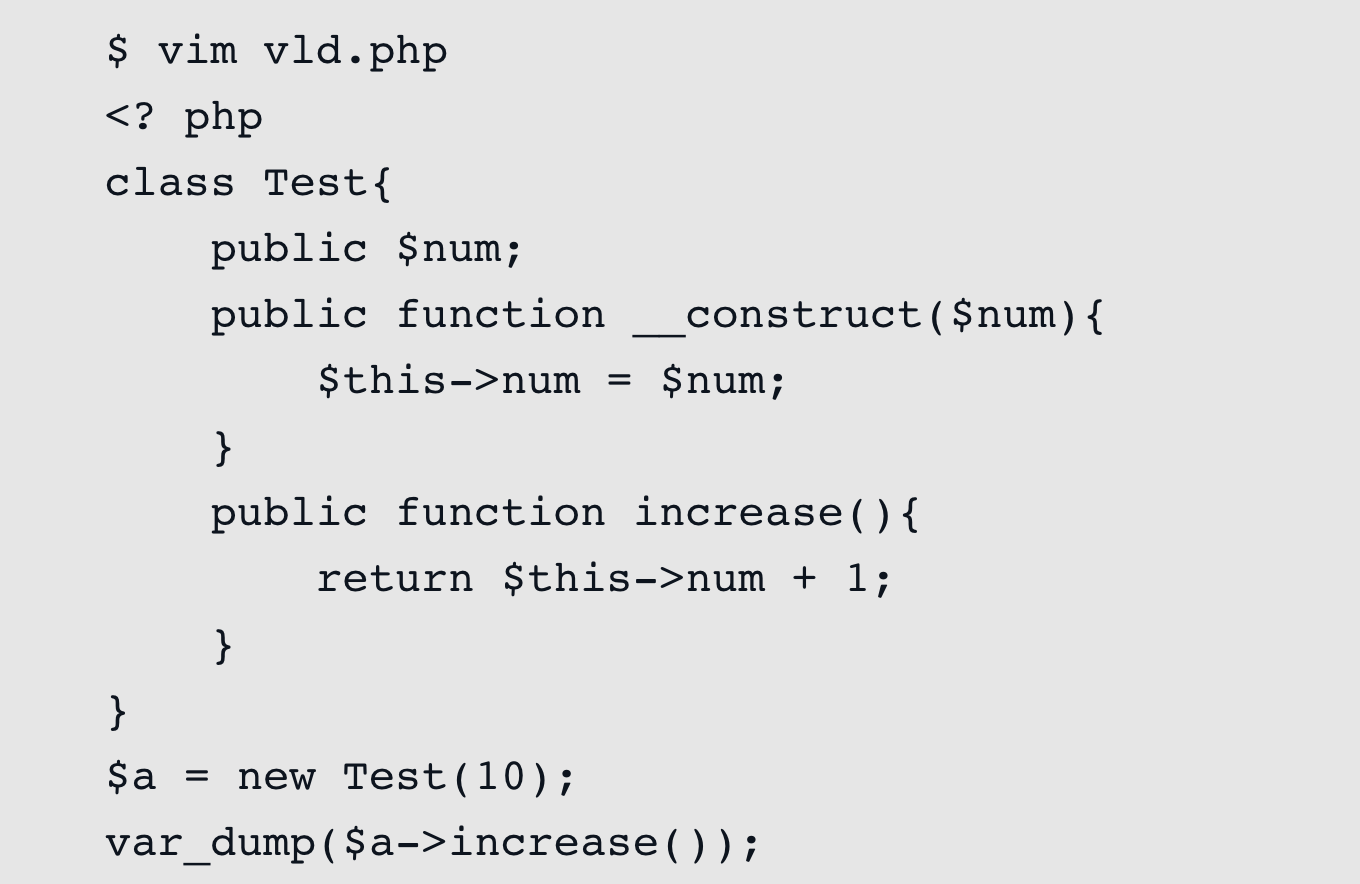 $ vim vld.php
<? php
class Test{
    public $num;
    public function __construct($num){
        $this->num = $num;
    }
    public function increase(){
        return $this->num + 1;
    }
}
$a = new Test(10);
var_dump($a->increase());